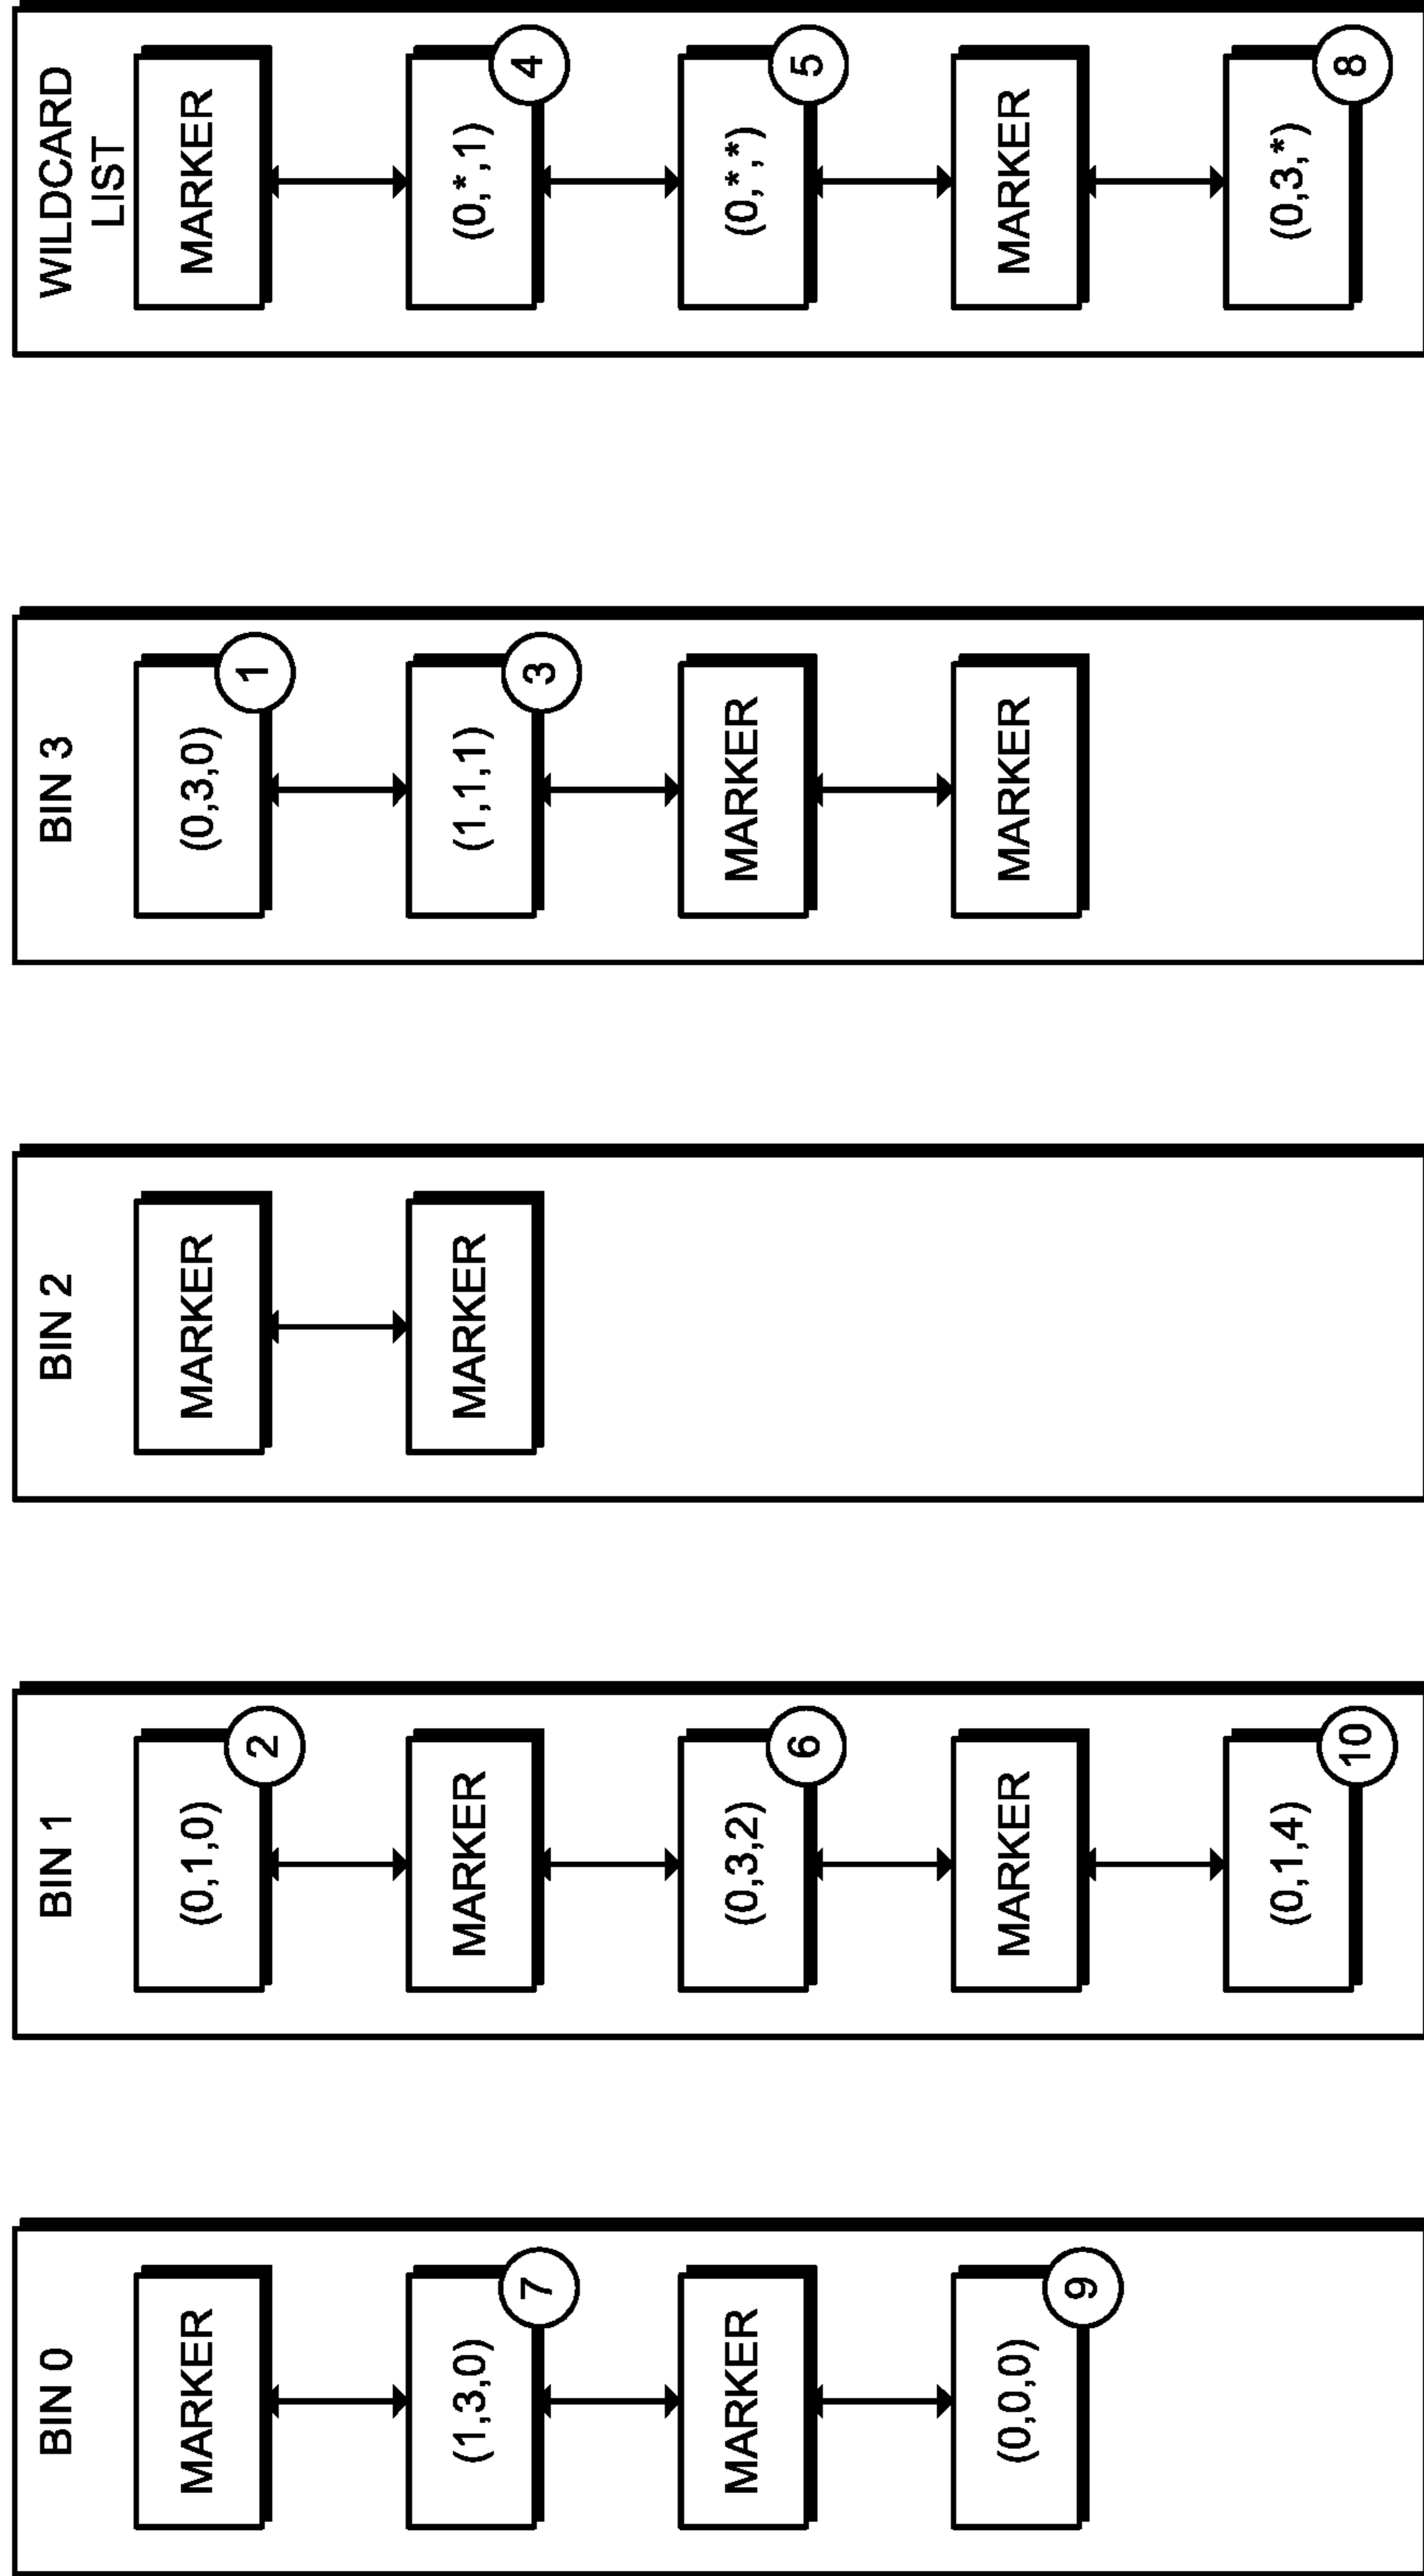 BIN 0
MARKER
(1,3,0)
7
MARKER
(0,0,0)
9
BIN 1
(0,1,0)
2
MARKER
(0,3,2)
6
MARKER
(0,1,4)
10
BIN 2
MARKER
MARKER
BIN 3
(0,3,0)
1
(1,1,1)
3
MARKER
MARKER
WILDCARD
LIST
MARKER
(0,*,1)
4
(0,*,*)
5
MARKER
(0,3,*)
8